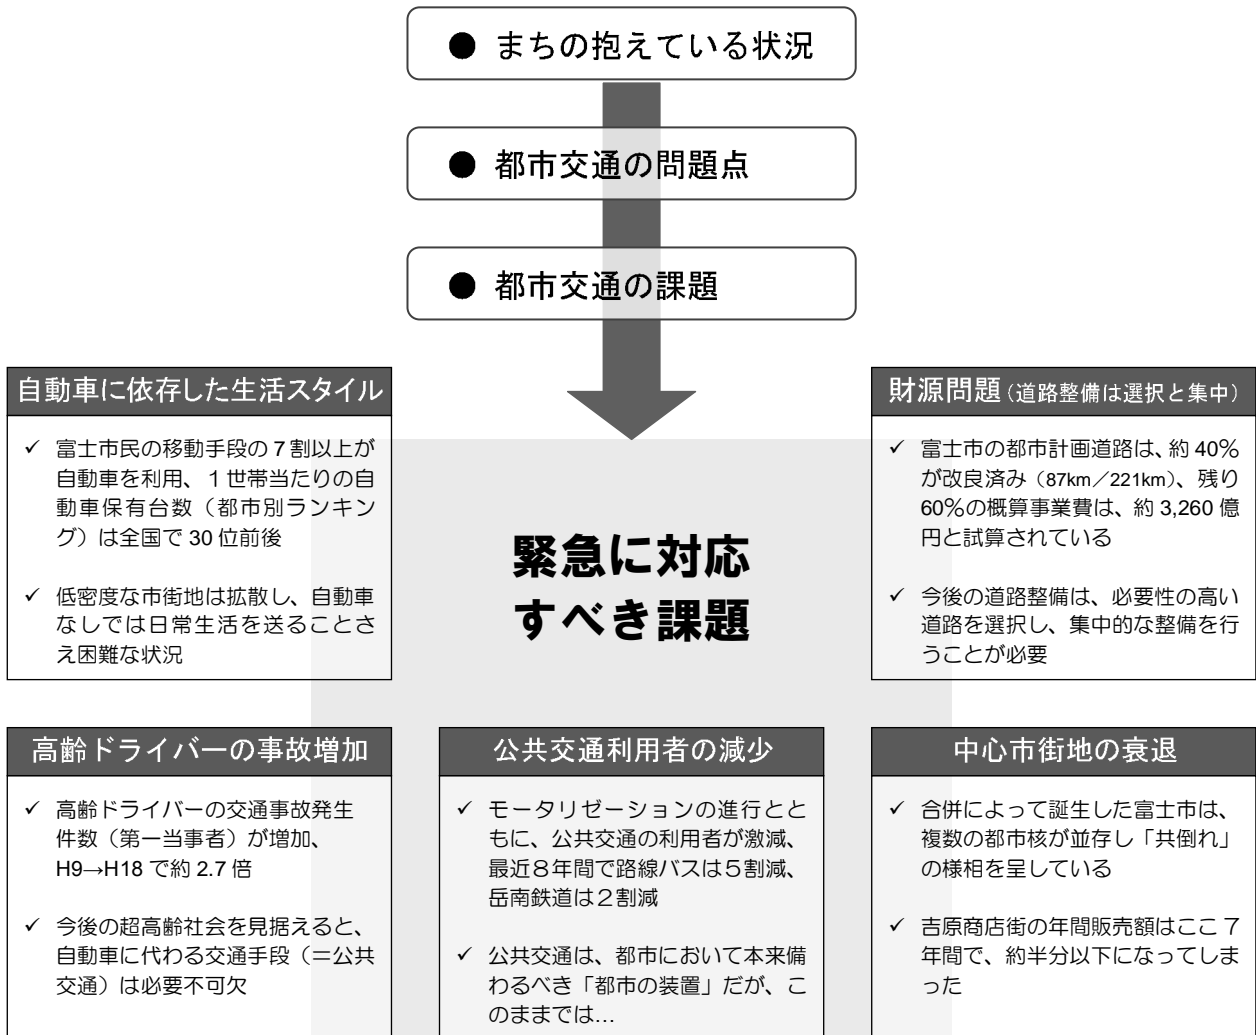 ● まちの抱えている状況
● 都市交通の問題点
● 都市交通の課題
自動車に依存した生活スタイル
✓ 富士市民の移動手段の7割以上が
自動車を利用、1世帯当たりの自
動車保有台数（都市別ランキン
グ）は全国で 30 位前後
✓ 低密度な市街地は拡散し、自動車
なしでは日常生活を送ることさ
え困難な状況
財源問題（道路整備は選択と集中）
✓ 富士市の都市計画道路は、約 40%
が改良済み（87km／221km）、残り
60%の概算事業費は、約 3,260 億
円と試算されている
✓ 今後の道路整備は、必要性の高い
道路を選択し、集中的な整備を行
うことが必要
緊急に対応
すべき課題
高齢ドライバーの事故増加
✓ 高齢ドライバーの交通事故発生
件数（第一当事者）が増加、
H9→H18 で約 2.7 倍
✓ 今後の超高齢社会を見据えると、
自動車に代わる交通手段（＝公共
交通）は必要不可欠
公共交通利用者の減少
✓ モータリゼーションの進行とと
もに、公共交通の利用者が激減、
最近８年間で路線バスは５割減、
岳南鉄道は２割減
✓ 公共交通は、都市において本来備
わるべき「都市の装置」だが、こ
のままでは…
中心市街地の衰退
✓ 合併によって誕生した富士市は、
複数の都市核が並存し「共倒れ」
の様相を呈している
✓ 吉原商店街の年間販売額はここ７
年間で、約半分以下になってしま
った